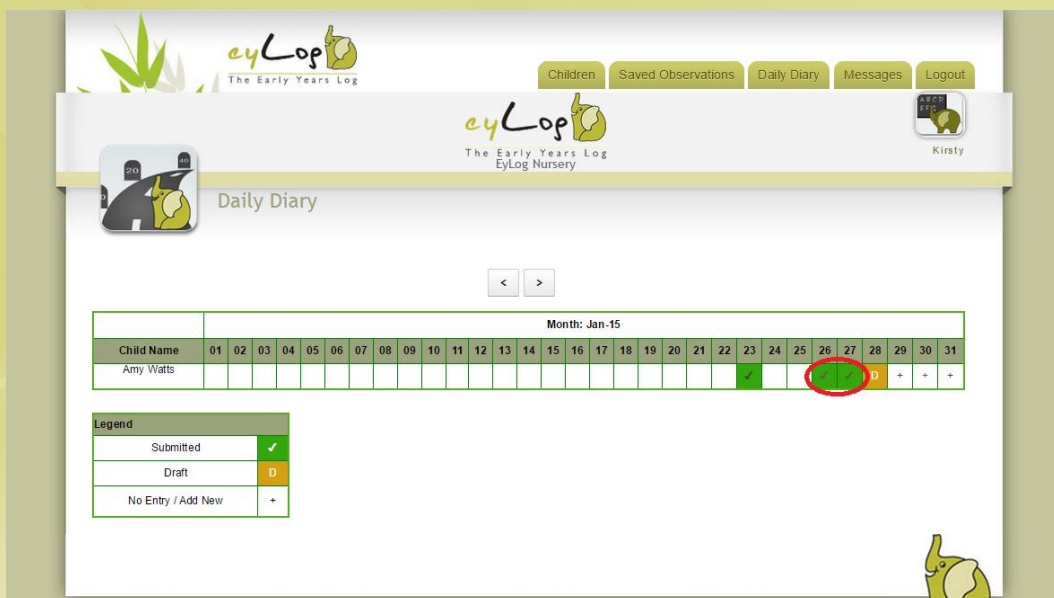 eyLog
The Early Years Log
Children Saved Observations Daily Diary Messages Logout
eyLog
The Early Years Log
EyLog Nursery
ABCD
Kirsty
20 40
Daily Diary
< >
Month: Jan-15
Child Name 01 02 03 04 05 06 07 08 09 10 11 12 13 14 15 16 17 18 19 20 21 22 23 24 25 26 27 28 29 30 31
Amy Watts ✓ ✓ ✓ D + + +
Legend
Submitted ✓
Draft D
No Entry / Add New +